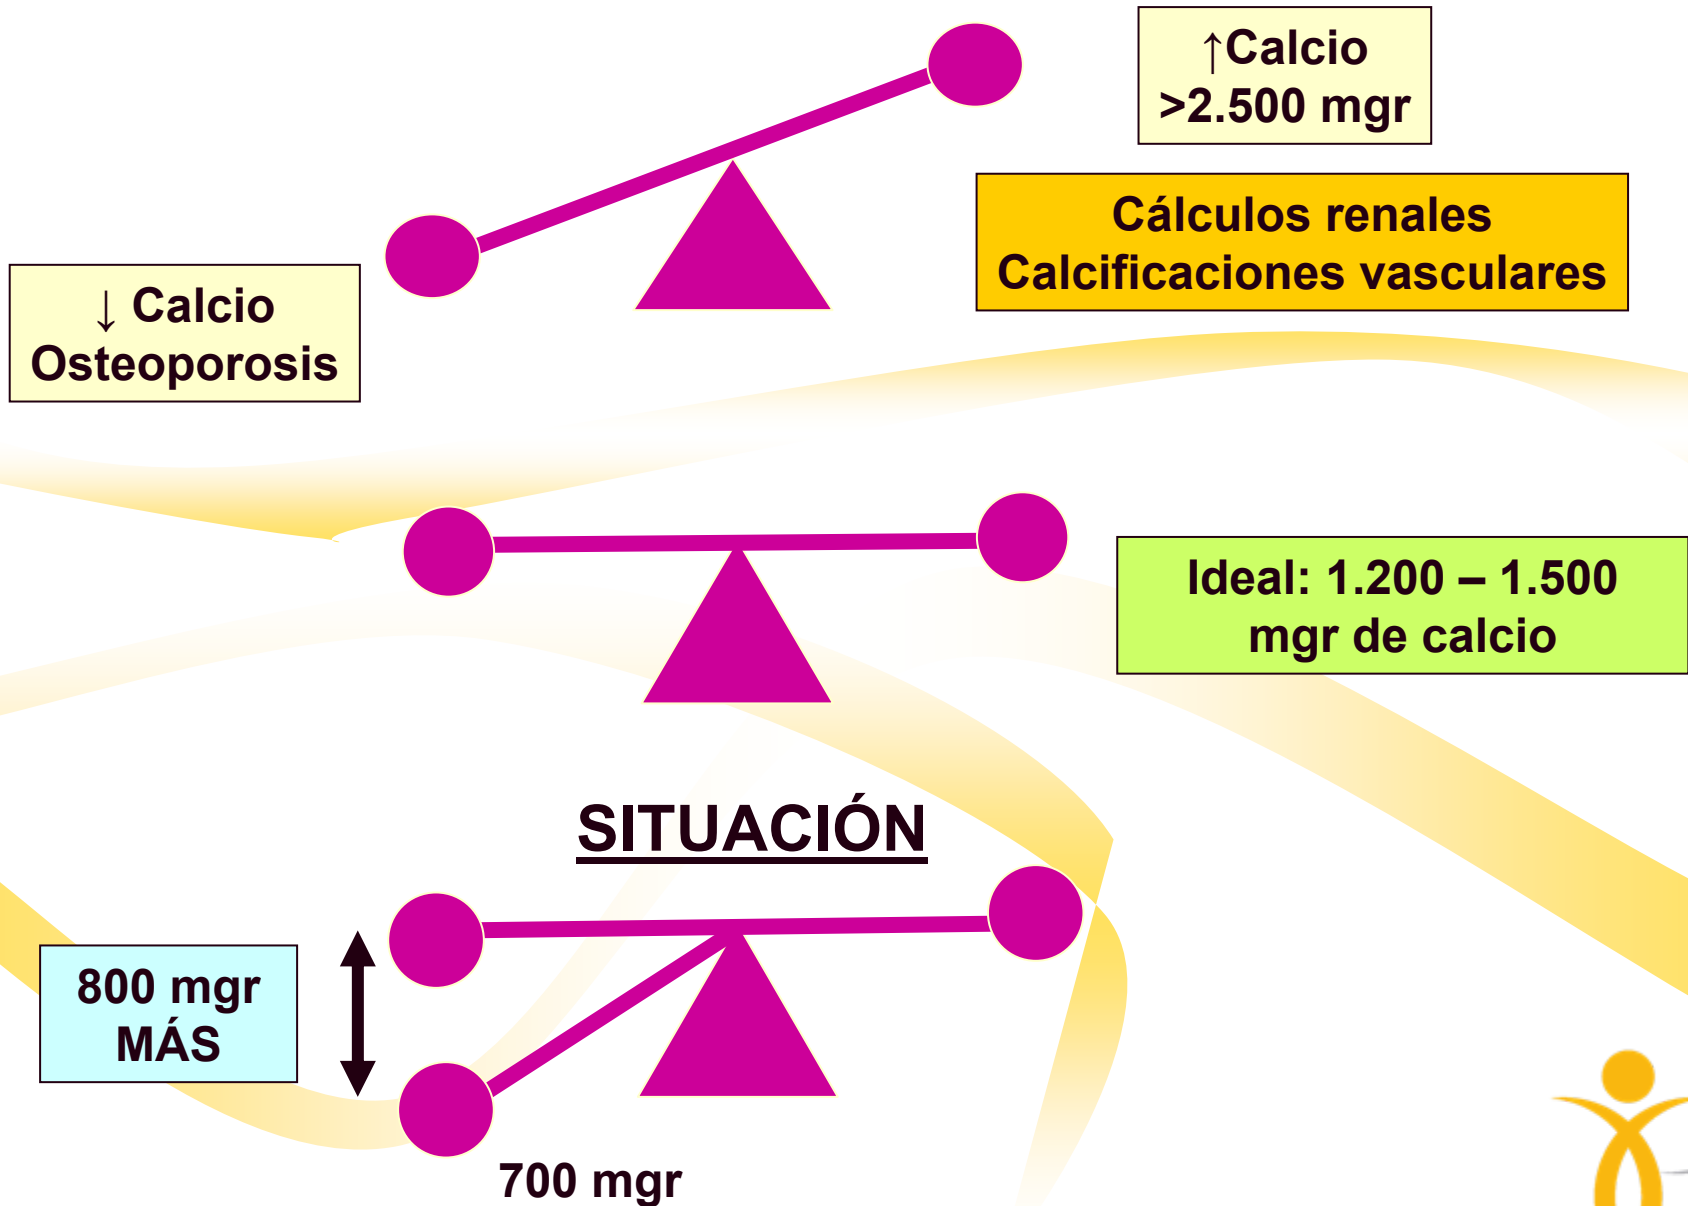 ↑Calcio
>2.500 mgr
Cálculos renales
Calcificaciones vasculares
↓ Calcio
Osteoporosis
Ideal: 1.200 – 1.500
mgr de calcio
SITUACIÓN
800 mgr
MÁS
700 mgr